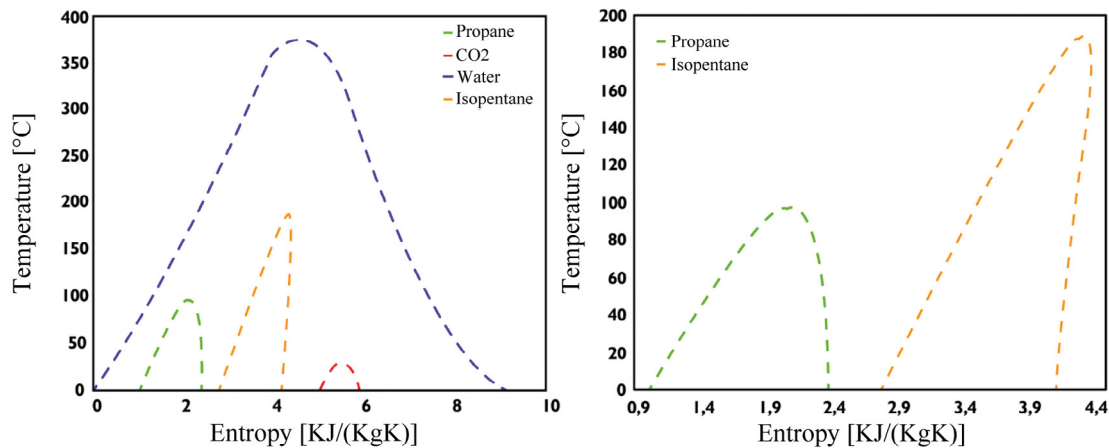 400
350
300
250
200
150
100
50
0
Temperature [°C]
Propane
CO2
Water
Isopentane
0 2 4 6 8 10
Entropy [KJ/(KgK)]
200
180
160
140
120
100
80
60
40
20
0
Temperature [°C]
Propane
Isopentane
0,9 1,4 1,9 2,4 2,9 3,4 3,9 4,4
Entropy [KJ/(KgK)]